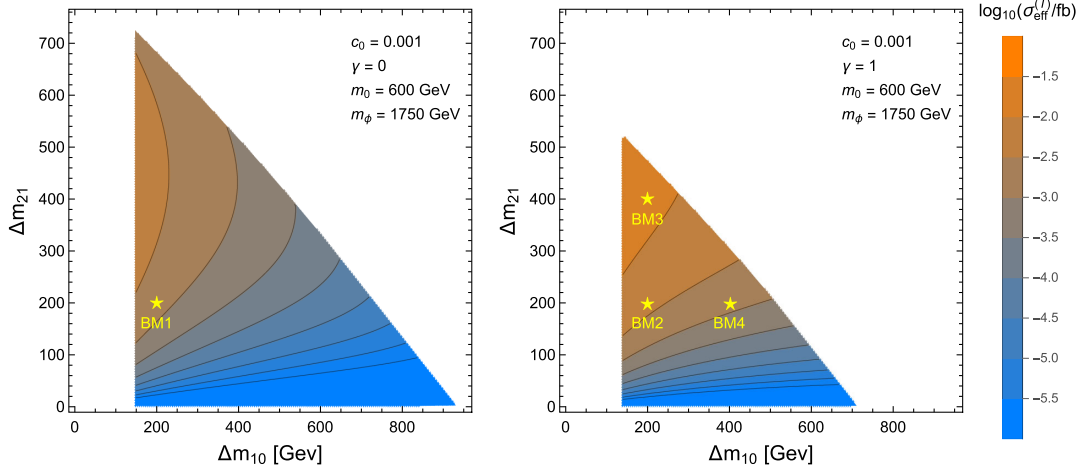 log₁₀(σ_eff^(T)/fb)
700
600
500
400
300
200
100
0
Δm₂₁
c₀ = 0.001
γ = 0
m₀ = 600 GeV
m_ϕ = 1750 GeV
BM1
0 200 400 600 800
Δm₁₀ [Gev]
700
600
500
400
300
200
100
0
Δm₂₁
c₀ = 0.001
γ = 1
m₀ = 600 GeV
m_ϕ = 1750 GeV
BM3
BM2 BM4
0 200 400 600 800
Δm₁₀ [Gev]
−1.5
−2.0
−2.5
−3.0
−3.5
−4.0
−4.5
−5.0
−5.5